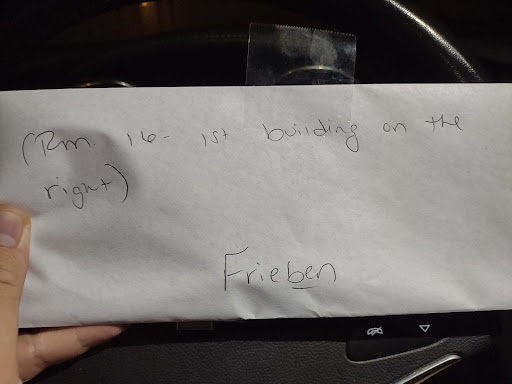 (Rm. 16- 1st building on the
right)
Frieben